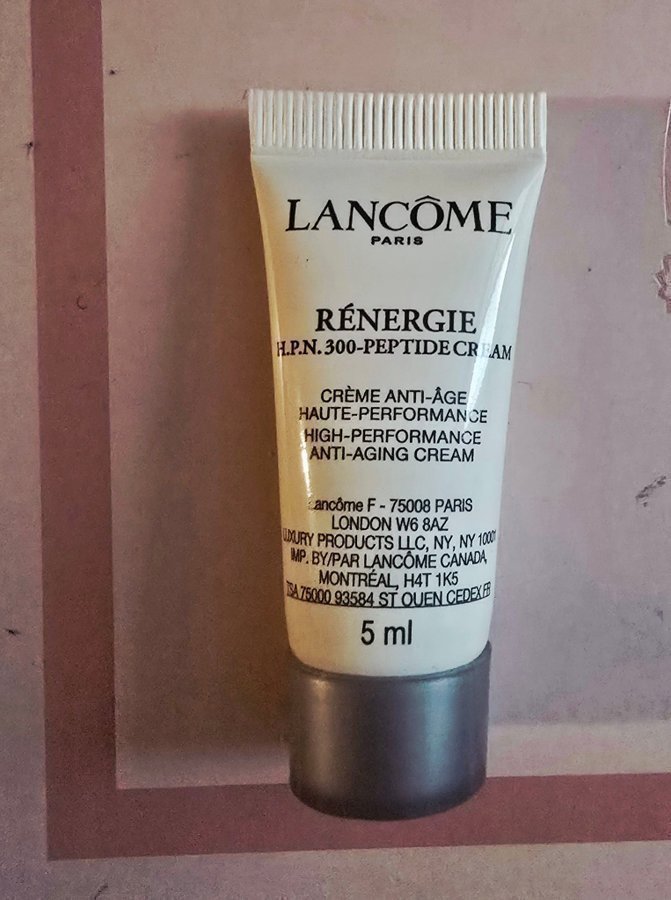 LANCÔME
PARIS
RÉNERGIE
H.P.N. 300-PEPTIDE CREAM
CRÈME ANTI-ÂGE
HAUTE-PERFORMANCE
HIGH-PERFORMANCE
ANTI-AGING CREAM
Lancôme F - 75008 PARIS
LONDON W6 8AZ
LUXURY PRODUCTS LLC, NY, NY 10001
IMP. BY/PAR LANCÔME CANADA,
MONTRÉAL, H4T 1K5
TSA 75000 93584 ST OUEN CEDEX FR
5 ml